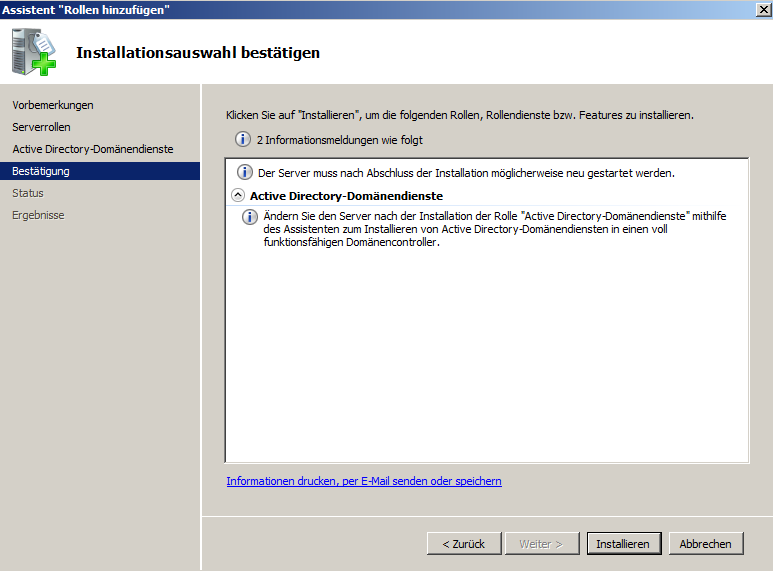 Assistent "Rollen hinzufügen"
Installationsauswahl bestätigen
Vorbemerkungen
Serverrollen
Active Directory-Domänendienste
Bestätigung
Status
Ergebnisse
Klicken Sie auf "Installieren", um die folgenden Rollen, Rollendienste bzw. Features zu installieren.
2 Informationsmeldungen wie folgt
Der Server muss nach Abschluss der Installation möglicherweise neu gestartet werden.
Active Directory-Domänendienste
Ändern Sie den Server nach der Installation der Rolle "Active Directory-Domänendienste" mithilfe
des Assistenten zum Installieren von Active Directory-Domänendiensten in einen voll
funktionsfähigen Domänencontroller.
Informationen drucken, per E-Mail senden oder speichern
< Zurück
Weiter >
Installieren
Abbrechen